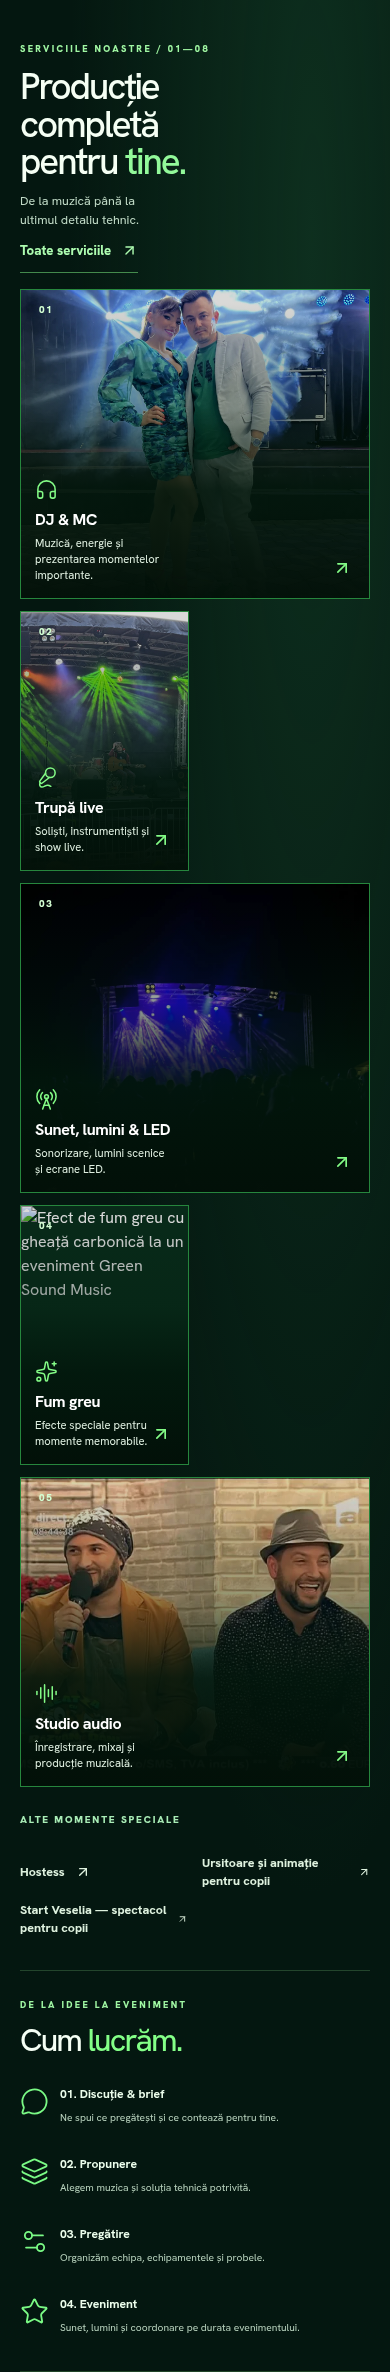 SERVICIILE NOASTRE / 01—08
Producție
completă
pentru tine.
De la muzică până la
ultimul detaliu tehnic.
Toate serviciile
01
DJ & MC
Muzică, energie și
prezentarea momentelor
importante.
02
Trupă live
Soliști, instrumentiști și
show live.
03
Sunet, lumini & LED
Sonorizare, lumini scenice
și ecrane LED.
Efect de fum greu cu
04
gheață carbonică la un
eveniment Green
Sound Music
Fum greu
Efecte speciale pentru
momente memorabile.
05
Studio audio
Înregistrare, mixaj și
producție muzicală.
ALTE MOMENTE SPECIALE
Hostess
Ursitoare și animație
pentru copii
Start Veselia — spectacol
pentru copii
DE LA IDEE LA EVENIMENT
Cum lucrăm.
01. Discuție & brief
Ne spui ce pregătești și ce contează pentru tine.
02. Propunere
Alegem muzica și soluția tehnică potrivită.
03. Pregătire
Organizăm echipa, echipamentele și probele.
04. Eveniment
Sunet, lumini și coordonare pe durata evenimentului.